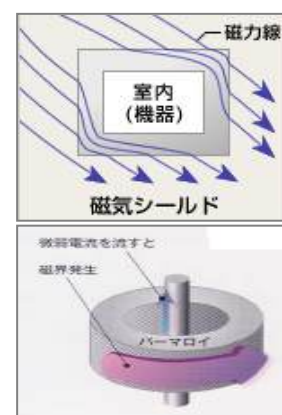 磁力線
室内
(機器)
磁気シールド
微弱電流を流すと
磁界発生
パーマロイ